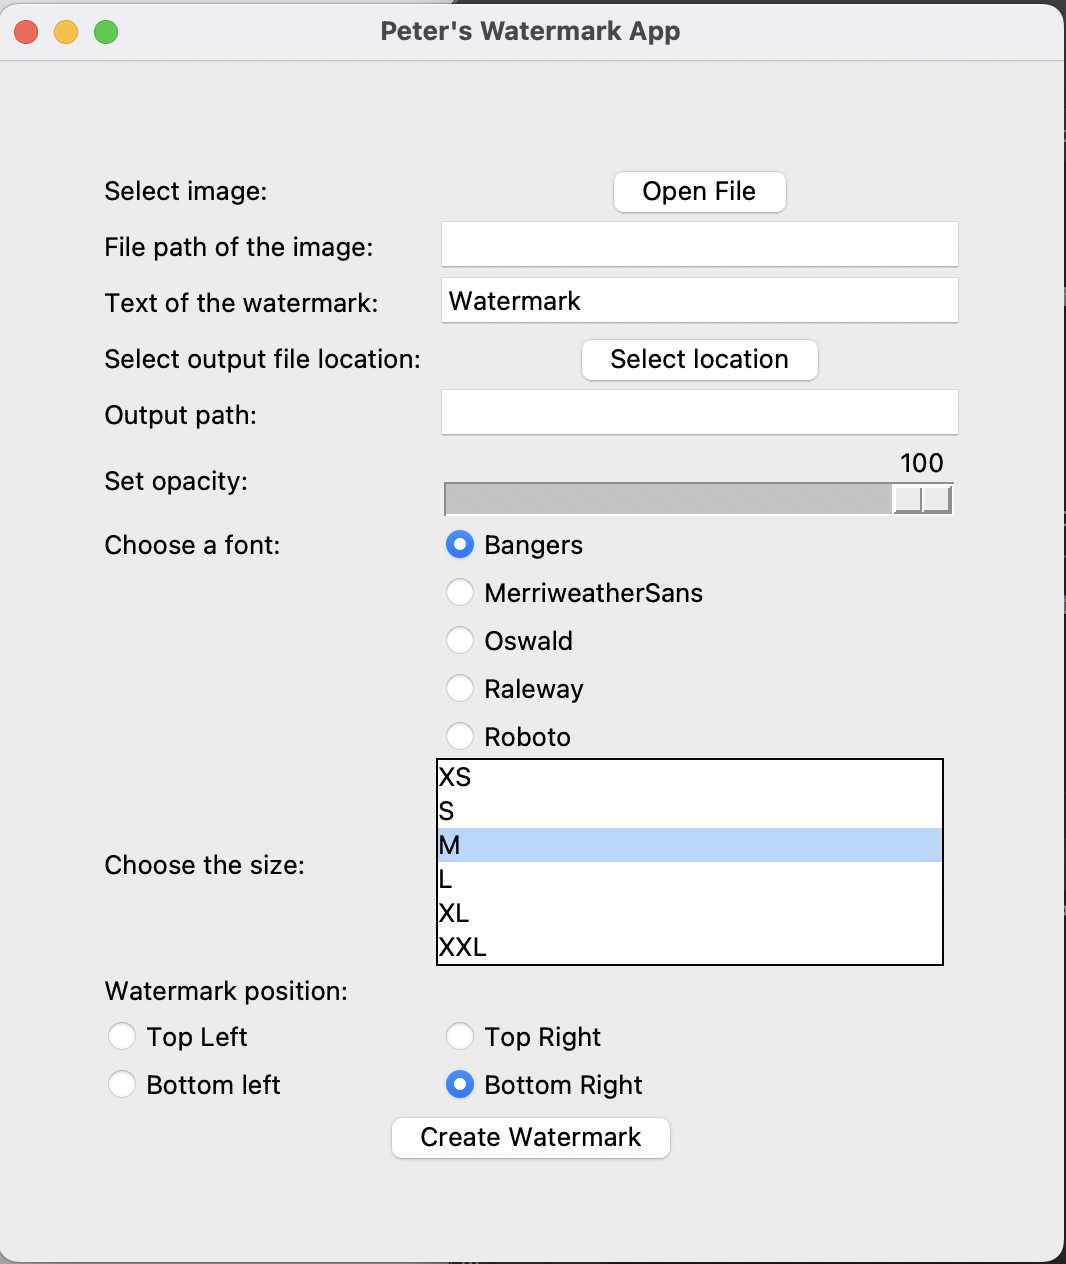 Peter's Watermark App
Select image:
Open File
File path of the image:
Text of the watermark:
Watermark
Select output file location:
Select location
Output path:
Set opacity:
100
Choose a font:
Bangers
MerriweatherSans
Oswald
Raleway
Roboto
Choose the size:
XS
S
M
L
XL
XXL
Watermark position:
Top Left
Top Right
Bottom left
Bottom Right
Create Watermark